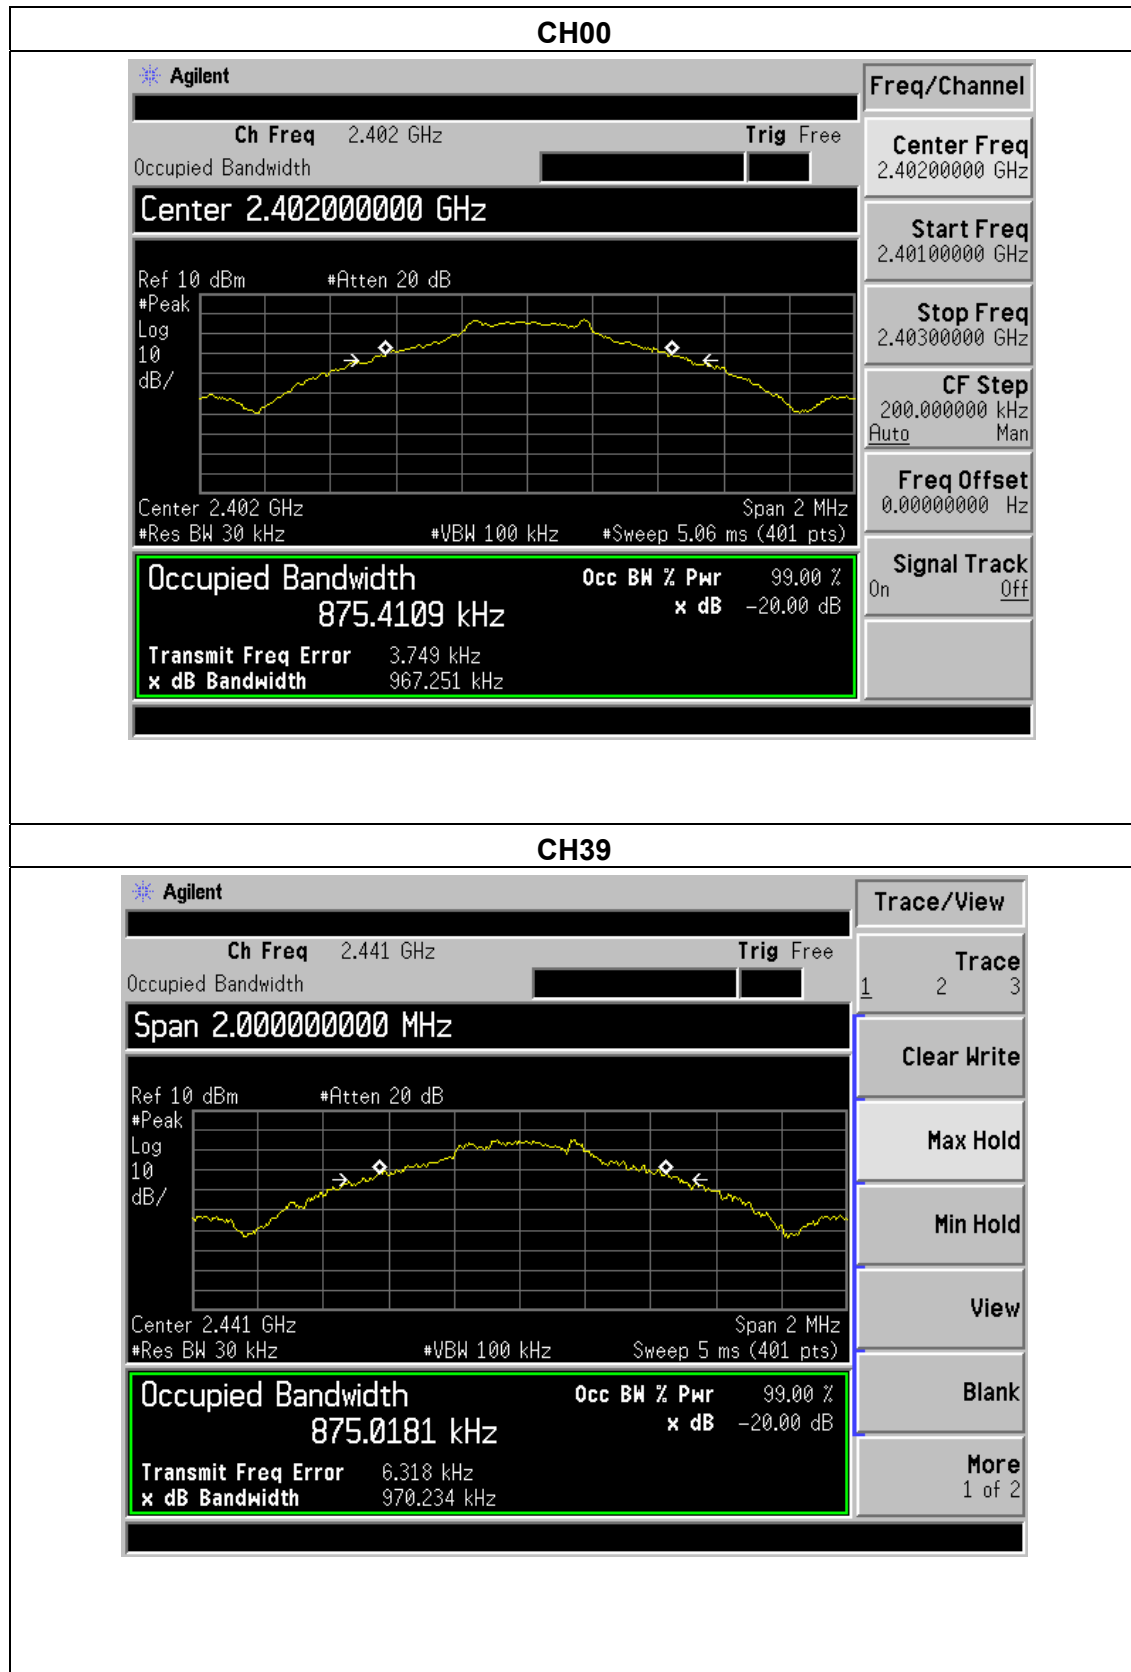 CH00
Agilent
Freq/Channel
Ch Freq 2.402 GHz Trig Free
Occupied Bandwidth
Center 2.402000000 GHz
Center Freq
2.40200000 GHz
Start Freq
2.40100000 GHz
Stop Freq
2.40300000 GHz
CF Step
200.000000 kHz
Auto Man
Freq Offset
0.00000000 Hz
Signal Track
On Off
Ref 10 dBm #Atten 20 dB
#Peak
Log
10
dB/
Center 2.402 GHz Span 2 MHz
#Res BW 30 kHz #VBW 100 kHz #Sweep 5.06 ms (401 pts)
Occupied Bandwidth Occ BW % Pwr 99.00 %
875.4109 kHz x dB -20.00 dB
Transmit Freq Error 3.749 kHz
x dB Bandwidth 967.251 kHz
CH39
Agilent
Trace/View
Ch Freq 2.441 GHz Trig Free
Occupied Bandwidth
Span 2.000000000 MHz
Trace
1 2 3
Clear Write
Max Hold
Min Hold
View
Blank
More
1 of 2
Ref 10 dBm #Atten 20 dB
#Peak
Log
10
dB/
Center 2.441 GHz Span 2 MHz
#Res BW 30 kHz #VBW 100 kHz Sweep 5 ms (401 pts)
Occupied Bandwidth Occ BW % Pwr 99.00 %
875.0181 kHz x dB -20.00 dB
Transmit Freq Error 6.318 kHz
x dB Bandwidth 970.234 kHz